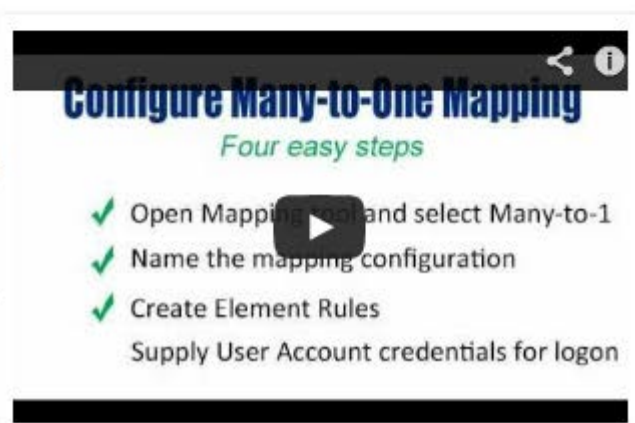 Configure Many-to-One Mapping
Four easy steps
Open Mapping tool and select Many-to-1
Name the mapping configuration
Create Element Rules
Supply User Account credentials for logon